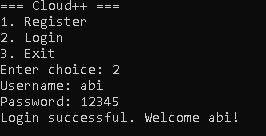 === Cloud++ ===
1. Register
2. Login
3. Exit
Enter choice: 2
Username: abi
Password: 12345
Login successful. Welcome abi!